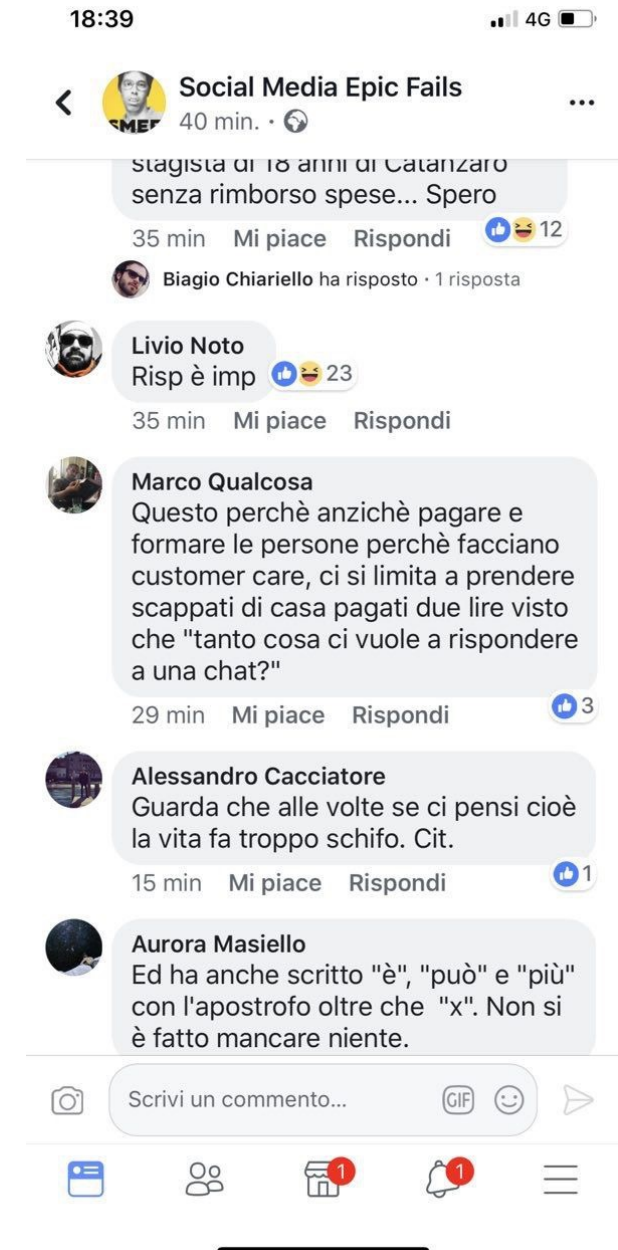 18:39
4G
Social Media Epic Fails
SMEF
40 min. ·
stagista di 18 anni di Catanzaro
senza rimborso spese... Spero
35 min Mi piace Rispondi 12
Biagio Chiariello ha risposto · 1 risposta
Livio Noto
Risp è imp 23
35 min Mi piace Rispondi
Marco Qualcosa
Questo perchè anzichè pagare e
formare le persone perchè facciano
customer care, ci si limita a prendere
scappati di casa pagati due lire visto
che "tanto cosa ci vuole a rispondere
a una chat?"
29 min Mi piace Rispondi 3
Alessandro Cacciatore
Guarda che alle volte se ci pensi cioè
la vita fa troppo schifo. Cit.
15 min Mi piace Rispondi 1
Aurora Masiello
Ed ha anche scritto "è", "può" e "più"
con l'apostrofo oltre che "x". Non si
è fatto mancare niente.
Scrivi un commento... GIF
1 1